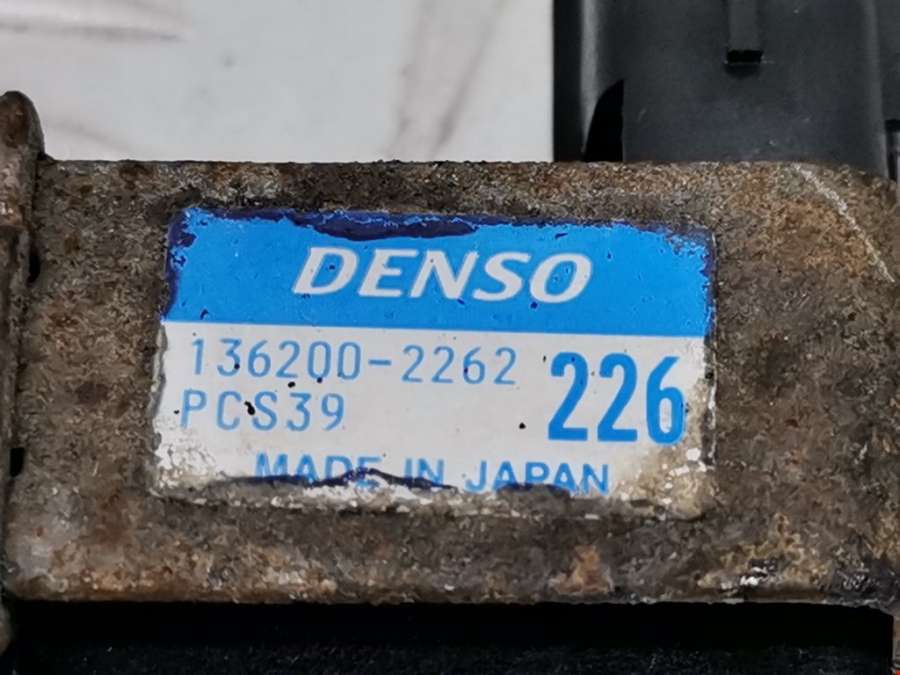 DENSO
136200-2262
226
PCS39
MADE IN JAPAN